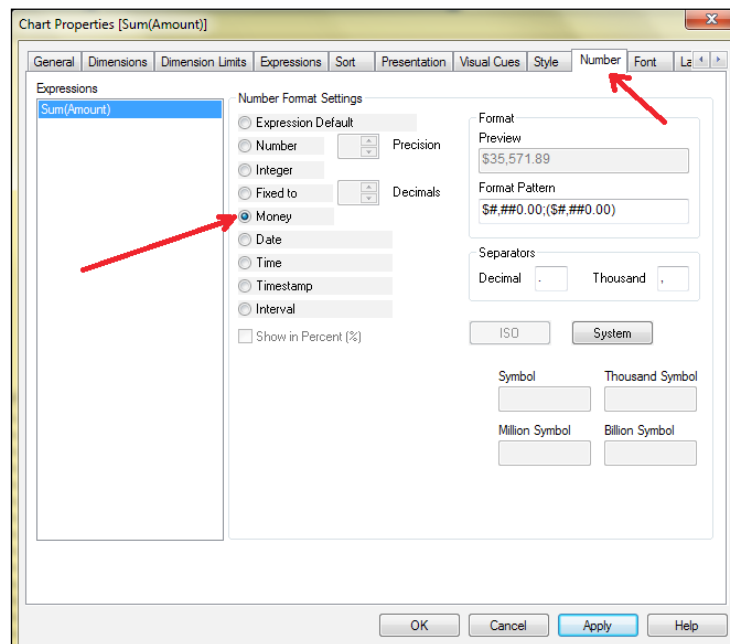 Chart Properties [Sum(Amount)]
General Dimensions Dimension Limits Expressions Sort Presentation Visual Cues Style Number Font La
Expressions
Sum(Amount)
Number Format Settings
Expression Default
Number Precision
Integer
Fixed to Decimals
Money
Date
Time
Timestamp
Interval
Show in Percent (%)
Format
Preview
$35,571.89
Format Pattern
$#,##0.00;($#,##0.00)
Separators
Decimal . Thousand ,
ISO System
Symbol Thousand Symbol
Million Symbol Billion Symbol
OK Cancel Apply Help